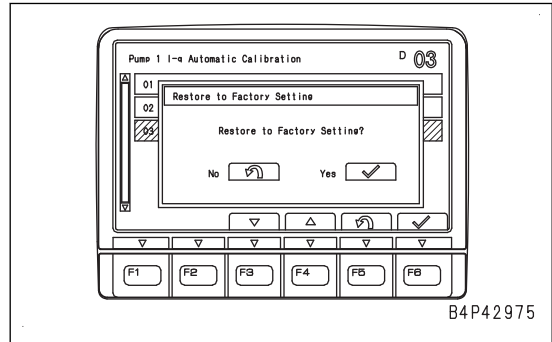 Pump 1 I-q Automatic Calibration
D 03
01
Restore to Factory Setting
02
03
Restore to Factory Setting?
No
Yes
F1 F2 F3 F4 F5 F6
B4P42975